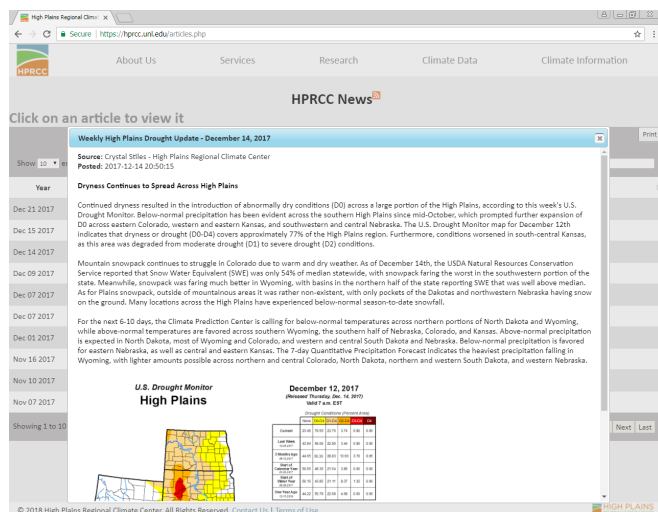 High Plains Regional Climat
Secure | https://hprcc.unl.edu/articles.php
HPRCC
About Us
Services
Research
Climate Data
Climate Information
HPRCC News
Click on an article to view it
Print
Weekly High Plains Drought Update - December 14, 2017
Show 10
Source: Crystal Stiles - High Plains Regional Climate Center
Posted: 2017-12-14 20:50:15
Year
Dryness Continues to Spread Across High Plains
Dec 21 2017
Dec 15 2017
Dec 14 2017
Dec 09 2017
Dec 07 2017
Dec 07 2017
Dec 01 2017
Nov 16 2017
Nov 10 2017
Nov 07 2017
Showing 1 to 10
Next Last
Continued dryness resulted in the introduction of abnormally dry conditions (D0) across a large portion of the High Plains, according to this week's U.S.
Drought Monitor. Below-normal precipitation has been evident across the southern High Plains since mid-October, which prompted further expansion of
D0 across eastern Colorado, western and eastern Kansas, and southwestern and central Nebraska. The U.S. Drought Monitor map for December 12th
indicates that dryness or drought (D0-D4) covers approximately 77% of the High Plains region. Furthermore, conditions worsened in south-central Kansas,
as this area was degraded from moderate drought (D1) to severe drought (D2) conditions.
Mountain snowpack continues to struggle in Colorado due to warm and dry weather. As of December 14th, the USDA Natural Resources Conservation
Service reported that Snow Water Equivalent (SWE) was only 54% of median statewide, with snowpack faring the worst in the southwestern portion of the
state. Meanwhile, snowpack was faring much better in Wyoming, with basins in the northern half of the state reporting SWE that was well above median.
As for Plains snowpack, outside of mountainous areas it was rather non-existent, with only pockets of the Dakotas and northwestern Nebraska having snow
on the ground. Many locations across the High Plains have experienced below-normal season-to-date snowfall.
For the next 6-10 days, the Climate Prediction Center is calling for below-normal temperatures across northern portions of North Dakota and Wyoming,
while above-normal temperatures are favored across southern Wyoming, the southern half of Nebraska, Colorado, and Kansas. Above-normal precipitation
is expected in North Dakota, most of Wyoming and Colorado, and western and central South Dakota and Nebraska. Below-normal precipitation is favored
for eastern Nebraska, as well as central and eastern Kansas. The 7-day Quantitative Precipitation Forecast indicates the heaviest precipitation falling in
Wyoming, with lighter amounts possible across northern and central Colorado, North Dakota, northern and western South Dakota, and western Nebraska.
U.S. Drought Monitor
High Plains
December 12, 2017
(Released Thursday, Dec. 14, 2017)
Valid 7 a.m. EST
Drought Conditions (Percent Area)
Current
Last Week
3 Months Ago
Start of
Calendar Year
Start of
Water Year
One Year Ago
© 2018 High Plains Regional Climate Center. All Rights Reserved. Contact Us | Terms of Use
HIGH PLAINS